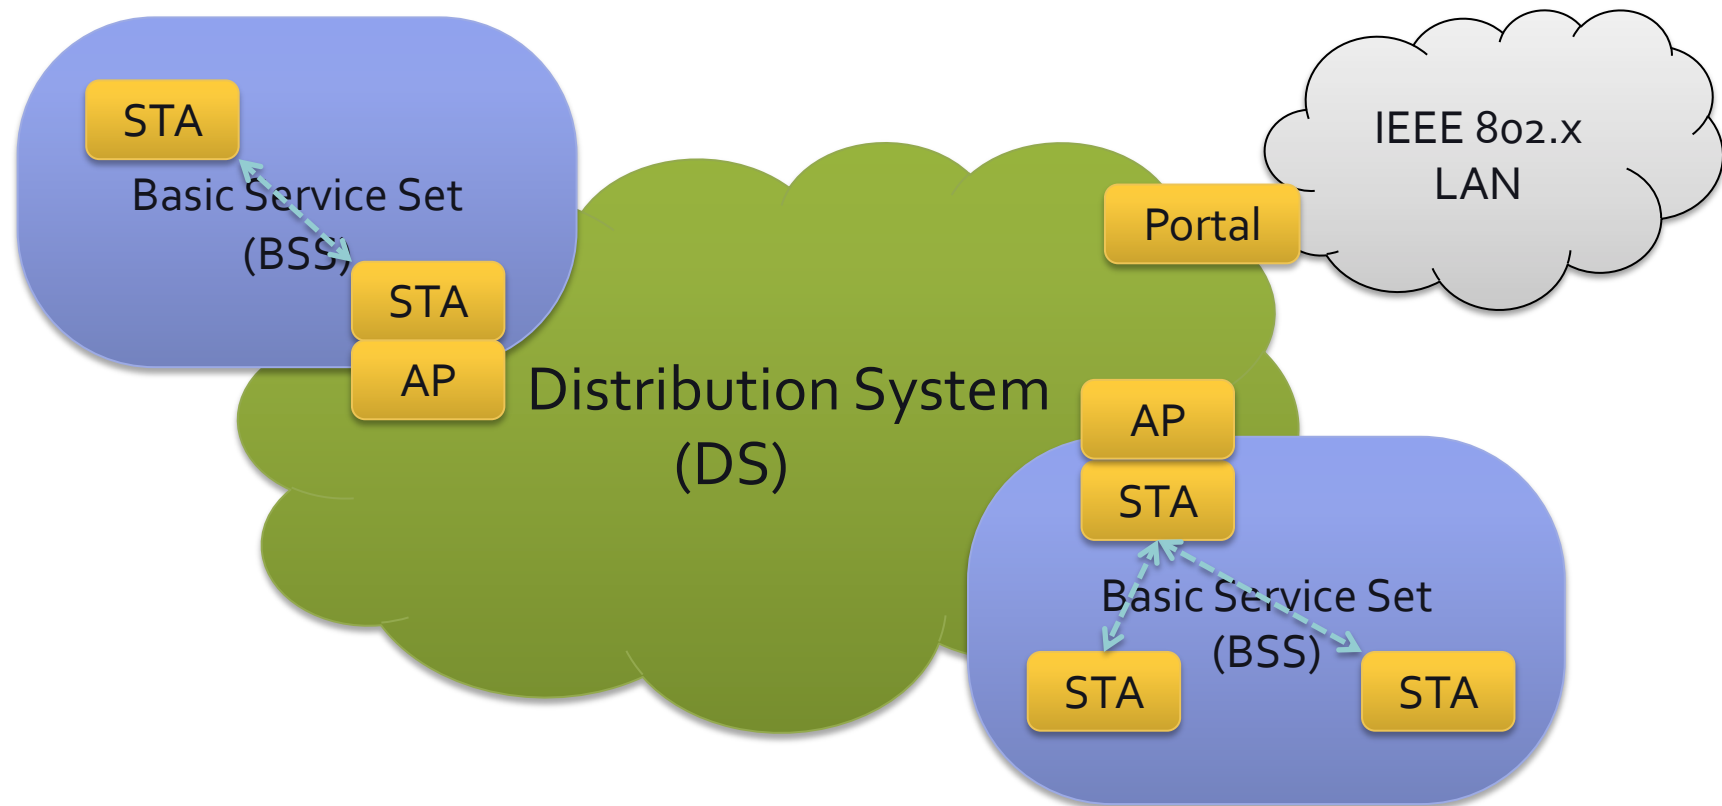 STA
Basic Service Set
(BSS)
STA
AP
Distribution System
(DS)
Portal
IEEE 802.x
LAN
AP
STA
Basic Service Set
(BSS)
STA
STA